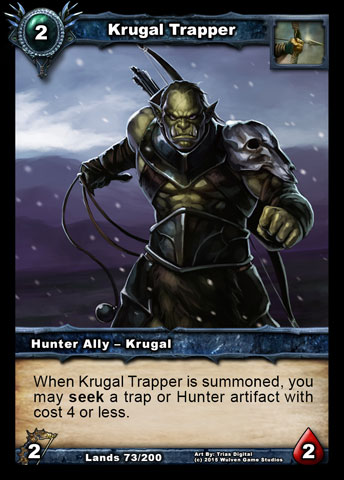 2
Krugal Trapper
Hunter Ally – Krugal
When Krugal Trapper is summoned, you
may seek a trap or Hunter artifact with
cost 4 or less.
2
Lands 73/200
Art By: Trias Digital
(c) 2015 Wulven Game Studios
2